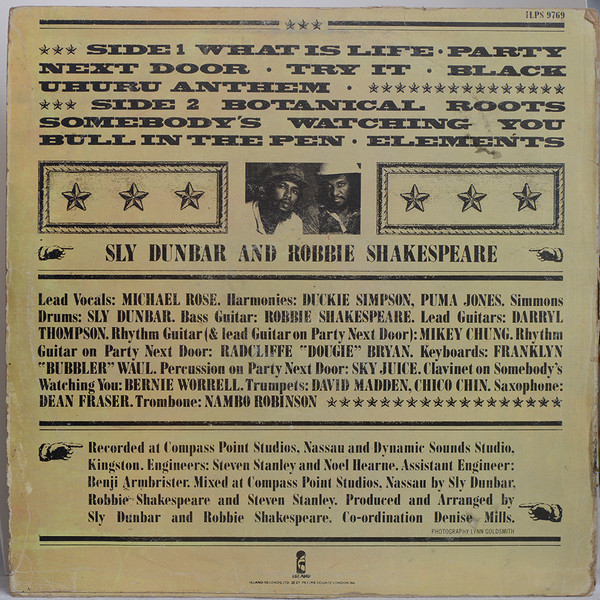 ILPS 9769
★★★ SIDE 1 WHAT IS LIFE · PARTY
NEXT DOOR · TRY IT · BLACK
UHURU ANTHEM · ★★★★★★★★★★★★★★★
★★★ SIDE 2 BOTANICAL ROOTS
SOMEBODY'S WATCHING YOU
BULL IN THE PEN · ELEMENTS
SLY DUNBAR AND ROBBIE SHAKESPEARE
Lead Vocals: MICHAEL ROSE. Harmonies: DUCKIE SIMPSON, PUMA JONES. Simmons
Drums: SLY DUNBAR. Bass Guitar: ROBBIE SHAKESPEARE. Lead Guitars: DARRYL
THOMPSON. Rhythm Guitar (& lead Guitar on Party Next Door): MIKEY CHUNG. Rhythm
Guitar on Party Next Door: RADCLIFFE "DOUGIE" BRYAN. Keyboards: FRANKLYN
"BUBBLER" WAUL. Percussion on Party Next Door: SKY JUICE. Clavinet on Somebody's
Watching You: BERNIE WORRELL. Trumpets: DAVID MADDEN, CHICO CHIN. Saxophone:
DEAN FRASER. Trombone: NAMBO ROBINSON ★★★★★★★★★★★★★★★
Recorded at Compass Point Studios, Nassau and Dynamic Sounds Studio,
Kingston. Engineers: Steven Stanley and Noel Hearne. Assistant Engineer:
Benji Armbrister. Mixed at Compass Point Studios, Nassau by Sly Dunbar,
Robbie Shakespeare and Steven Stanley. Produced and Arranged by
Sly Dunbar and Robbie Shakespeare. Co-ordination Denise Mills.
PHOTOGRAPHY LYNN GOLDSMITH
ISLAND
ISLAND RECORDS LTD.